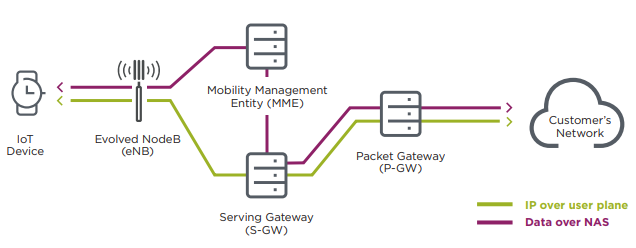 Mobility Management
Entity (MME)
IoT
Device
Evolved NodeB
(eNB)
Packet Gateway
(P-GW)
Customer's
Network
Serving Gateway
(S-GW)
IP over user plane
Data over NAS